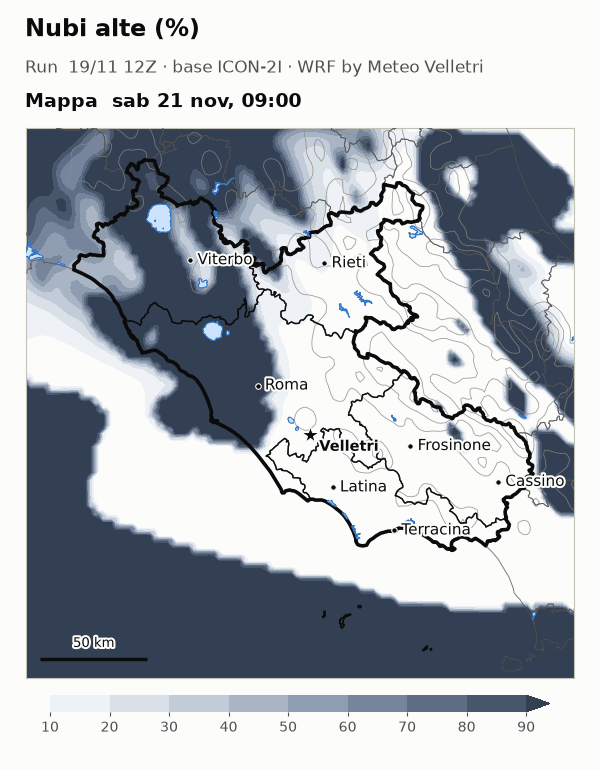 Nubi alte (%)
Run 19/11 12Z · base ICON-2I · WRF by Meteo Velletri
Mappa sab 21 nov, 09:00
Viterbo
Rieti
Roma
Velletri
Frosinone
Latina
Cassino
Terracina
50 km
10 20 30 40 50 60 70 80 90